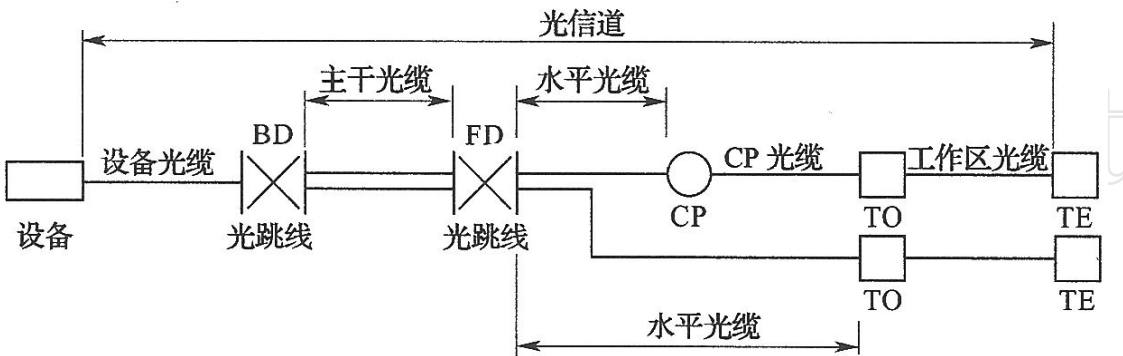 光信道
主干光缆
水平光缆
BD
FD
设备光缆
CP 光缆
工作区光缆
设备
光跳线
光跳线
CP
TO
TE
TO
TE
水平光缆